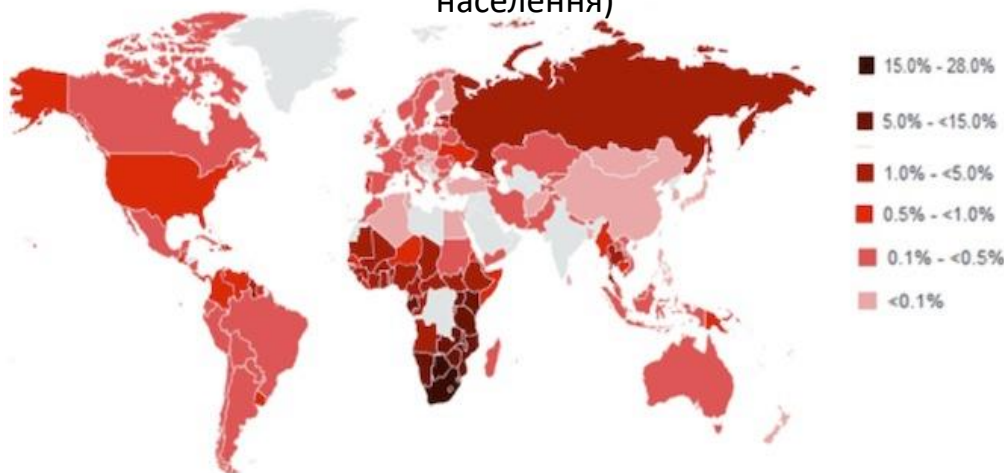 населення)
15.0% - 28.0%
5.0% - <15.0%
1.0% - <5.0%
0.5% - <1.0%
0.1% - <0.5%
<0.1%